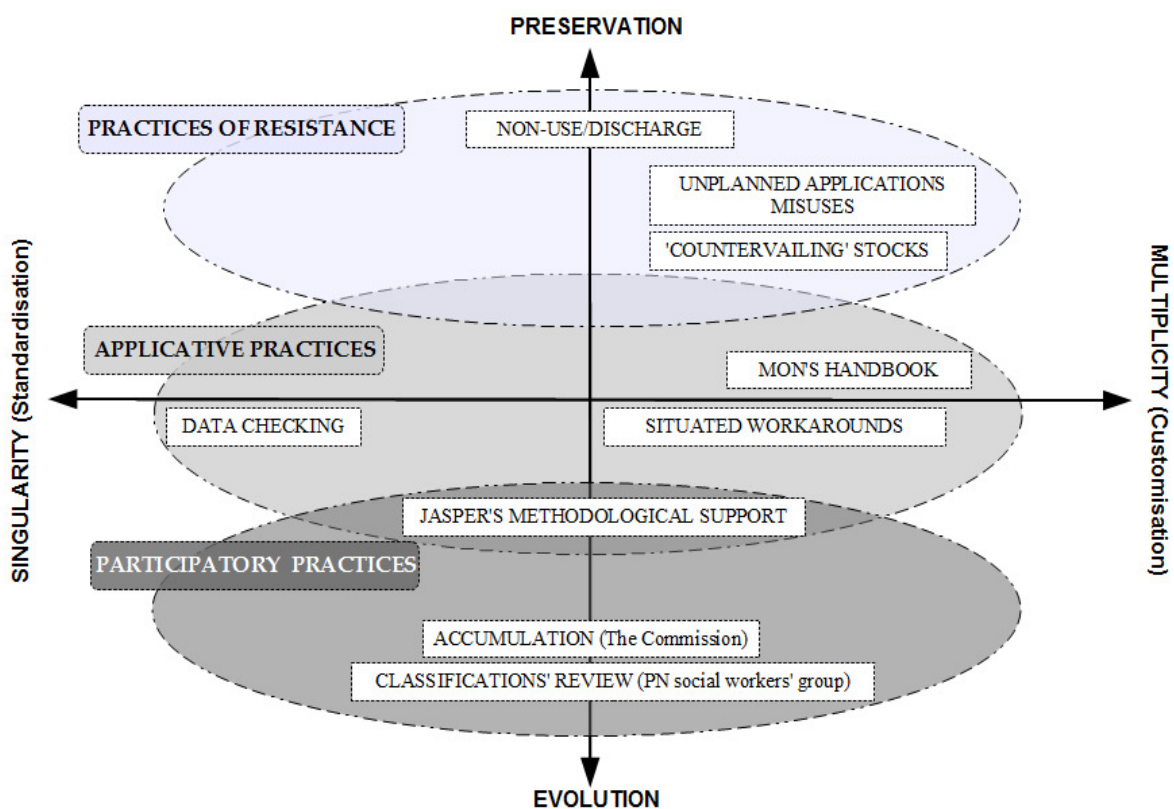 PRESERVATION
PRACTICES OF RESISTANCE
NON-USE/DISCHARGE
UNPLANNED APPLICATIONS
MISUSES
'COUNTERVAILING' STOCKS
SINGULARITY (Standardisation)
MULTIPLICITY (Customisation)
APPLICATIVE PRACTICES
MON'S HANDBOOK
DATA CHECKING
SITUATED WORKAROUNDS
JASPER'S METHODOLOGICAL SUPPORT
PARTICIPATORY PRACTICES
ACCUMULATION (The Commission)
CLASSIFICATIONS' REVIEW (PN social workers' group)
EVOLUTION